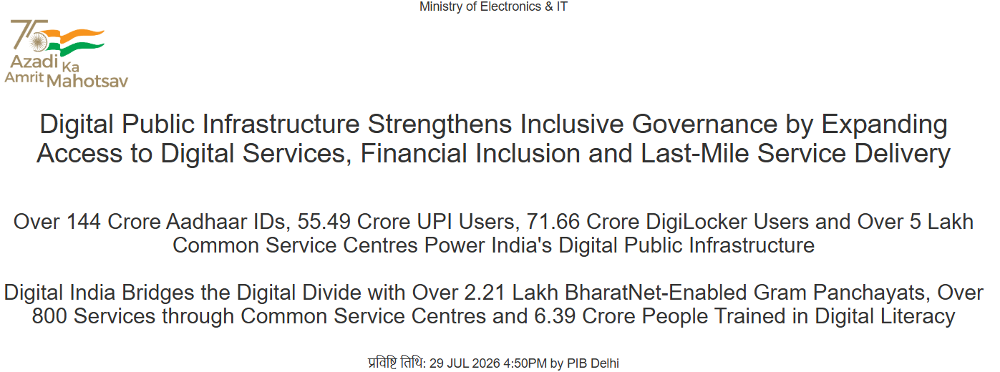 Ministry of Electronics & IT
75
Azadi Ka
Amrit Mahotsav
Digital Public Infrastructure Strengthens Inclusive Governance by Expanding
Access to Digital Services, Financial Inclusion and Last-Mile Service Delivery
Over 144 Crore Aadhaar IDs, 55.49 Crore UPI Users, 71.66 Crore DigiLocker Users and Over 5 Lakh
Common Service Centres Power India's Digital Public Infrastructure
Digital India Bridges the Digital Divide with Over 2.21 Lakh BharatNet-Enabled Gram Panchayats, Over
800 Services through Common Service Centres and 6.39 Crore People Trained in Digital Literacy
प्रविष्टि तिथि: 29 JUL 2026 4:50PM by PIB Delhi